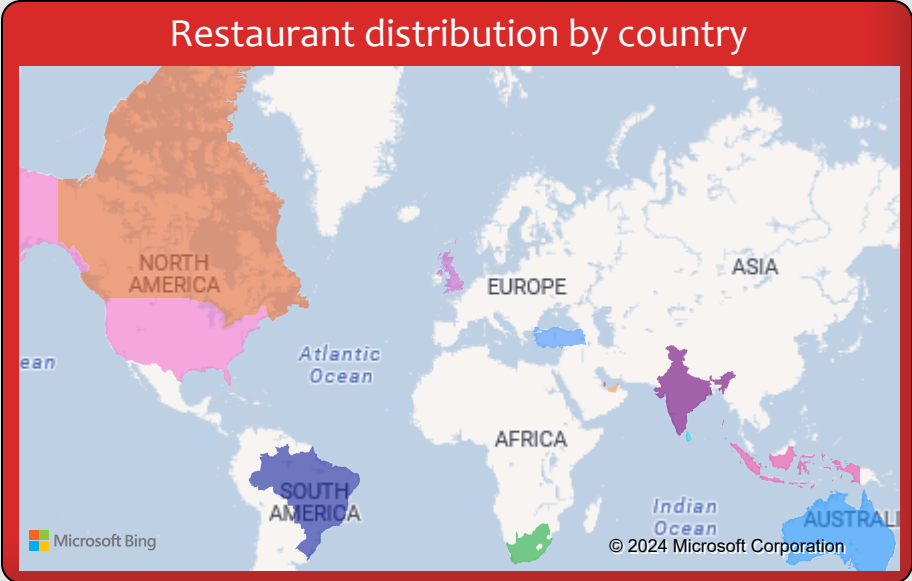 Restaurant distribution by country
NORTH
AMERICA
EUROPE
ASIA
Atlantic
Ocean
ean
AFRICA
SOUTH
AMERICA
Indian
Ocean
AUSTRALI
Microsoft Bing
© 2024 Microsoft Corporation